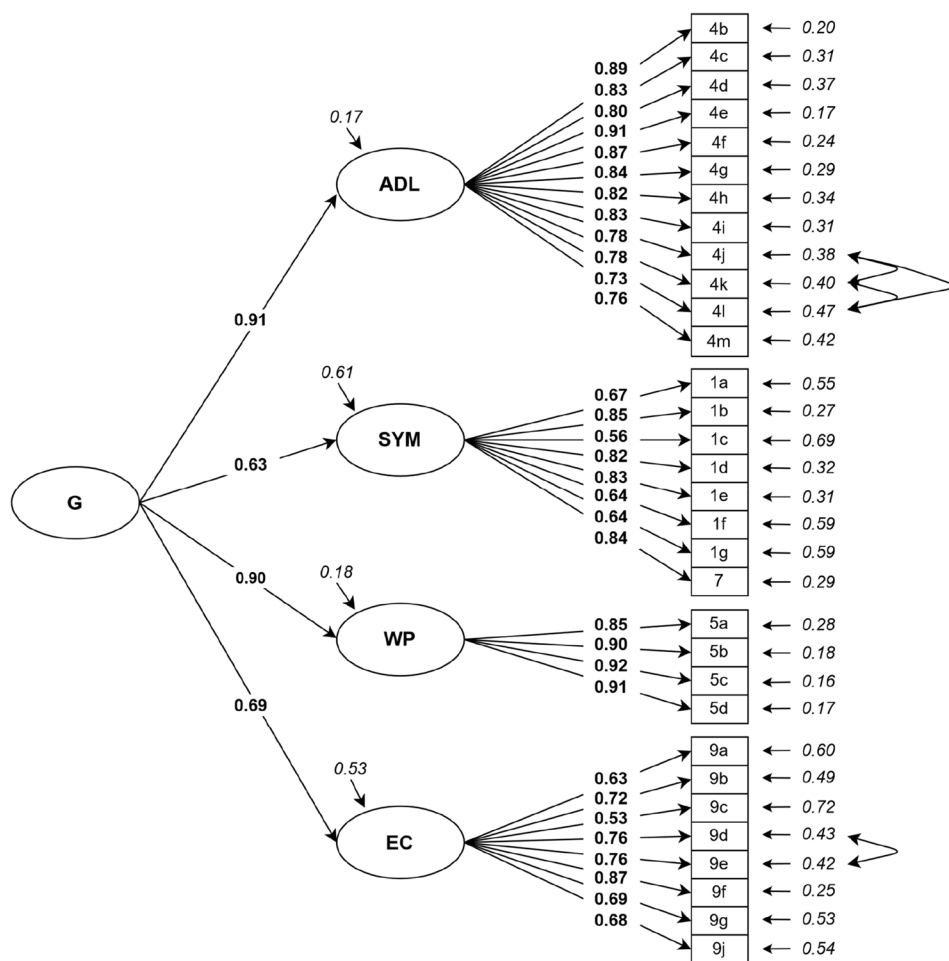 4b 0.20
4c 0.31
4d 0.37
4e 0.17
4f 0.24
4g 0.29
4h 0.34
4i 0.31
4j 0.38
4k 0.40
4l 0.47
4m 0.42
0.89
0.83
0.80
0.91
0.87
0.84
0.82
0.83
0.78
0.78
0.73
0.76
0.17
ADL
0.91
1a 0.55
1b 0.27
1c 0.69
1d 0.32
1e 0.31
1f 0.59
1g 0.59
7 0.29
0.67
0.85
0.56
0.82
0.83
0.64
0.64
0.84
0.61
SYM
0.63
G
0.90
0.18
WP
0.85
0.90
0.92
0.91
5a 0.28
5b 0.18
5c 0.16
5d 0.17
0.69
0.53
EC
0.63
0.72
0.53
0.76
0.76
0.87
0.69
0.68
9a 0.60
9b 0.49
9c 0.72
9d 0.43
9e 0.42
9f 0.25
9g 0.53
9j 0.54